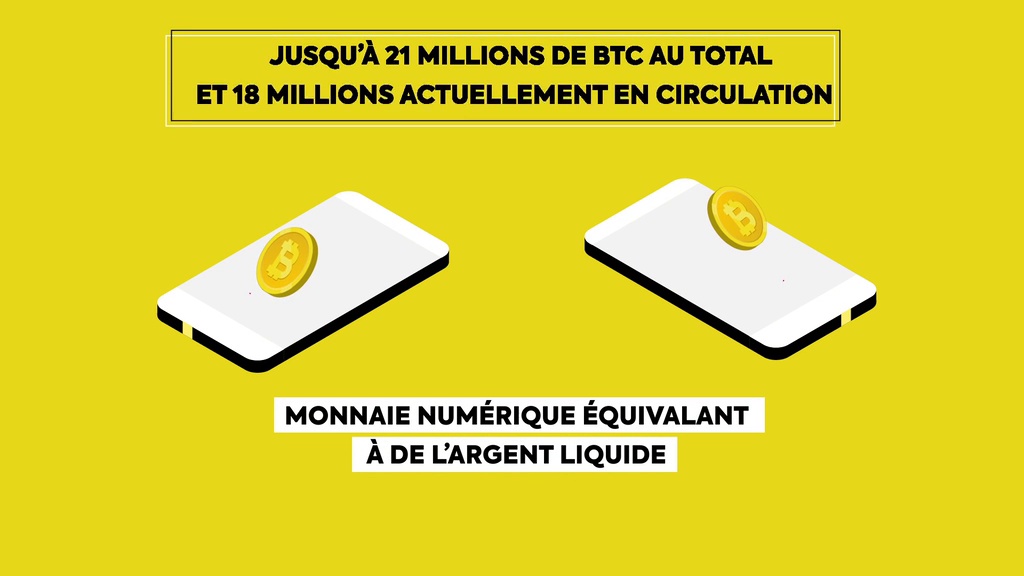 JUSQU’À 21 MILLIONS DE BTC AU TOTAL
ET 18 MILLIONS ACTUELLEMENT EN CIRCULATION
MONNAIE NUMÉRIQUE ÉQUIVALANT
À DE L’ARGENT LIQUIDE